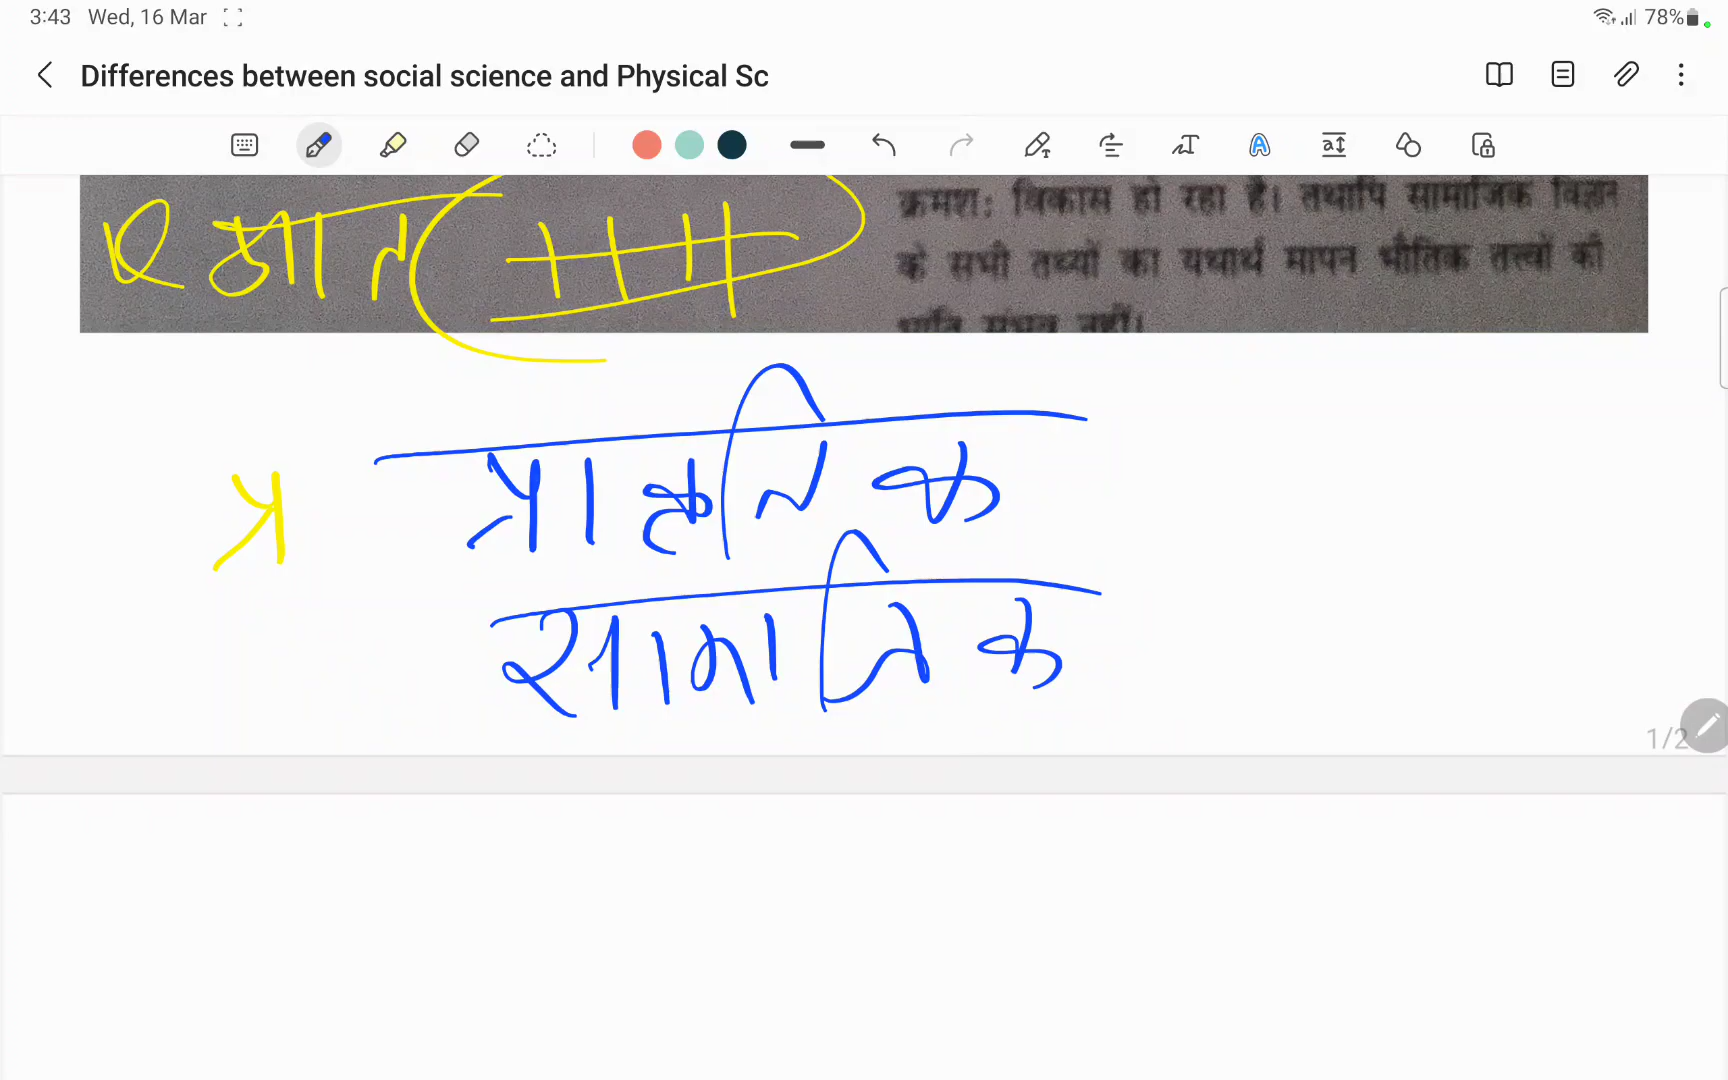 3:43 Wed, 16 Mar 78%
Differences between social science and Physical Sc
क्रमशः विकास हो रहा है। तथापि सामाजिक विज्ञान
के सभी तथ्यों का यथार्थ मापन भौतिक तत्त्वों की
भांति संभव नहीं।
प्राकृतिक
प्र
सामाजिक
1/2